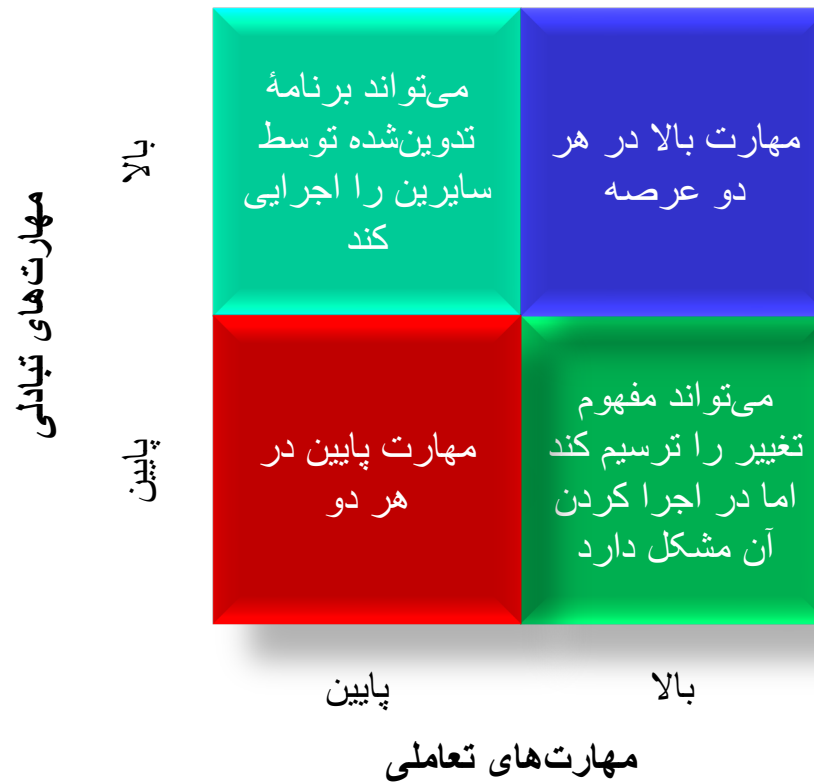 مهارت‌های تبادلی
بالا
پایین
می‌تواند برنامهٔ
تدوین‌شده توسط
سایرین را اجرایی
کند
مهارت بالا در هر
دو عرصه
مهارت پایین در
هر دو
می‌تواند مفهوم
تغییر را ترسیم کند
اما در اجرا کردن
آن مشکل دارد
پایین
بالا
مهارت‌های تعاملی